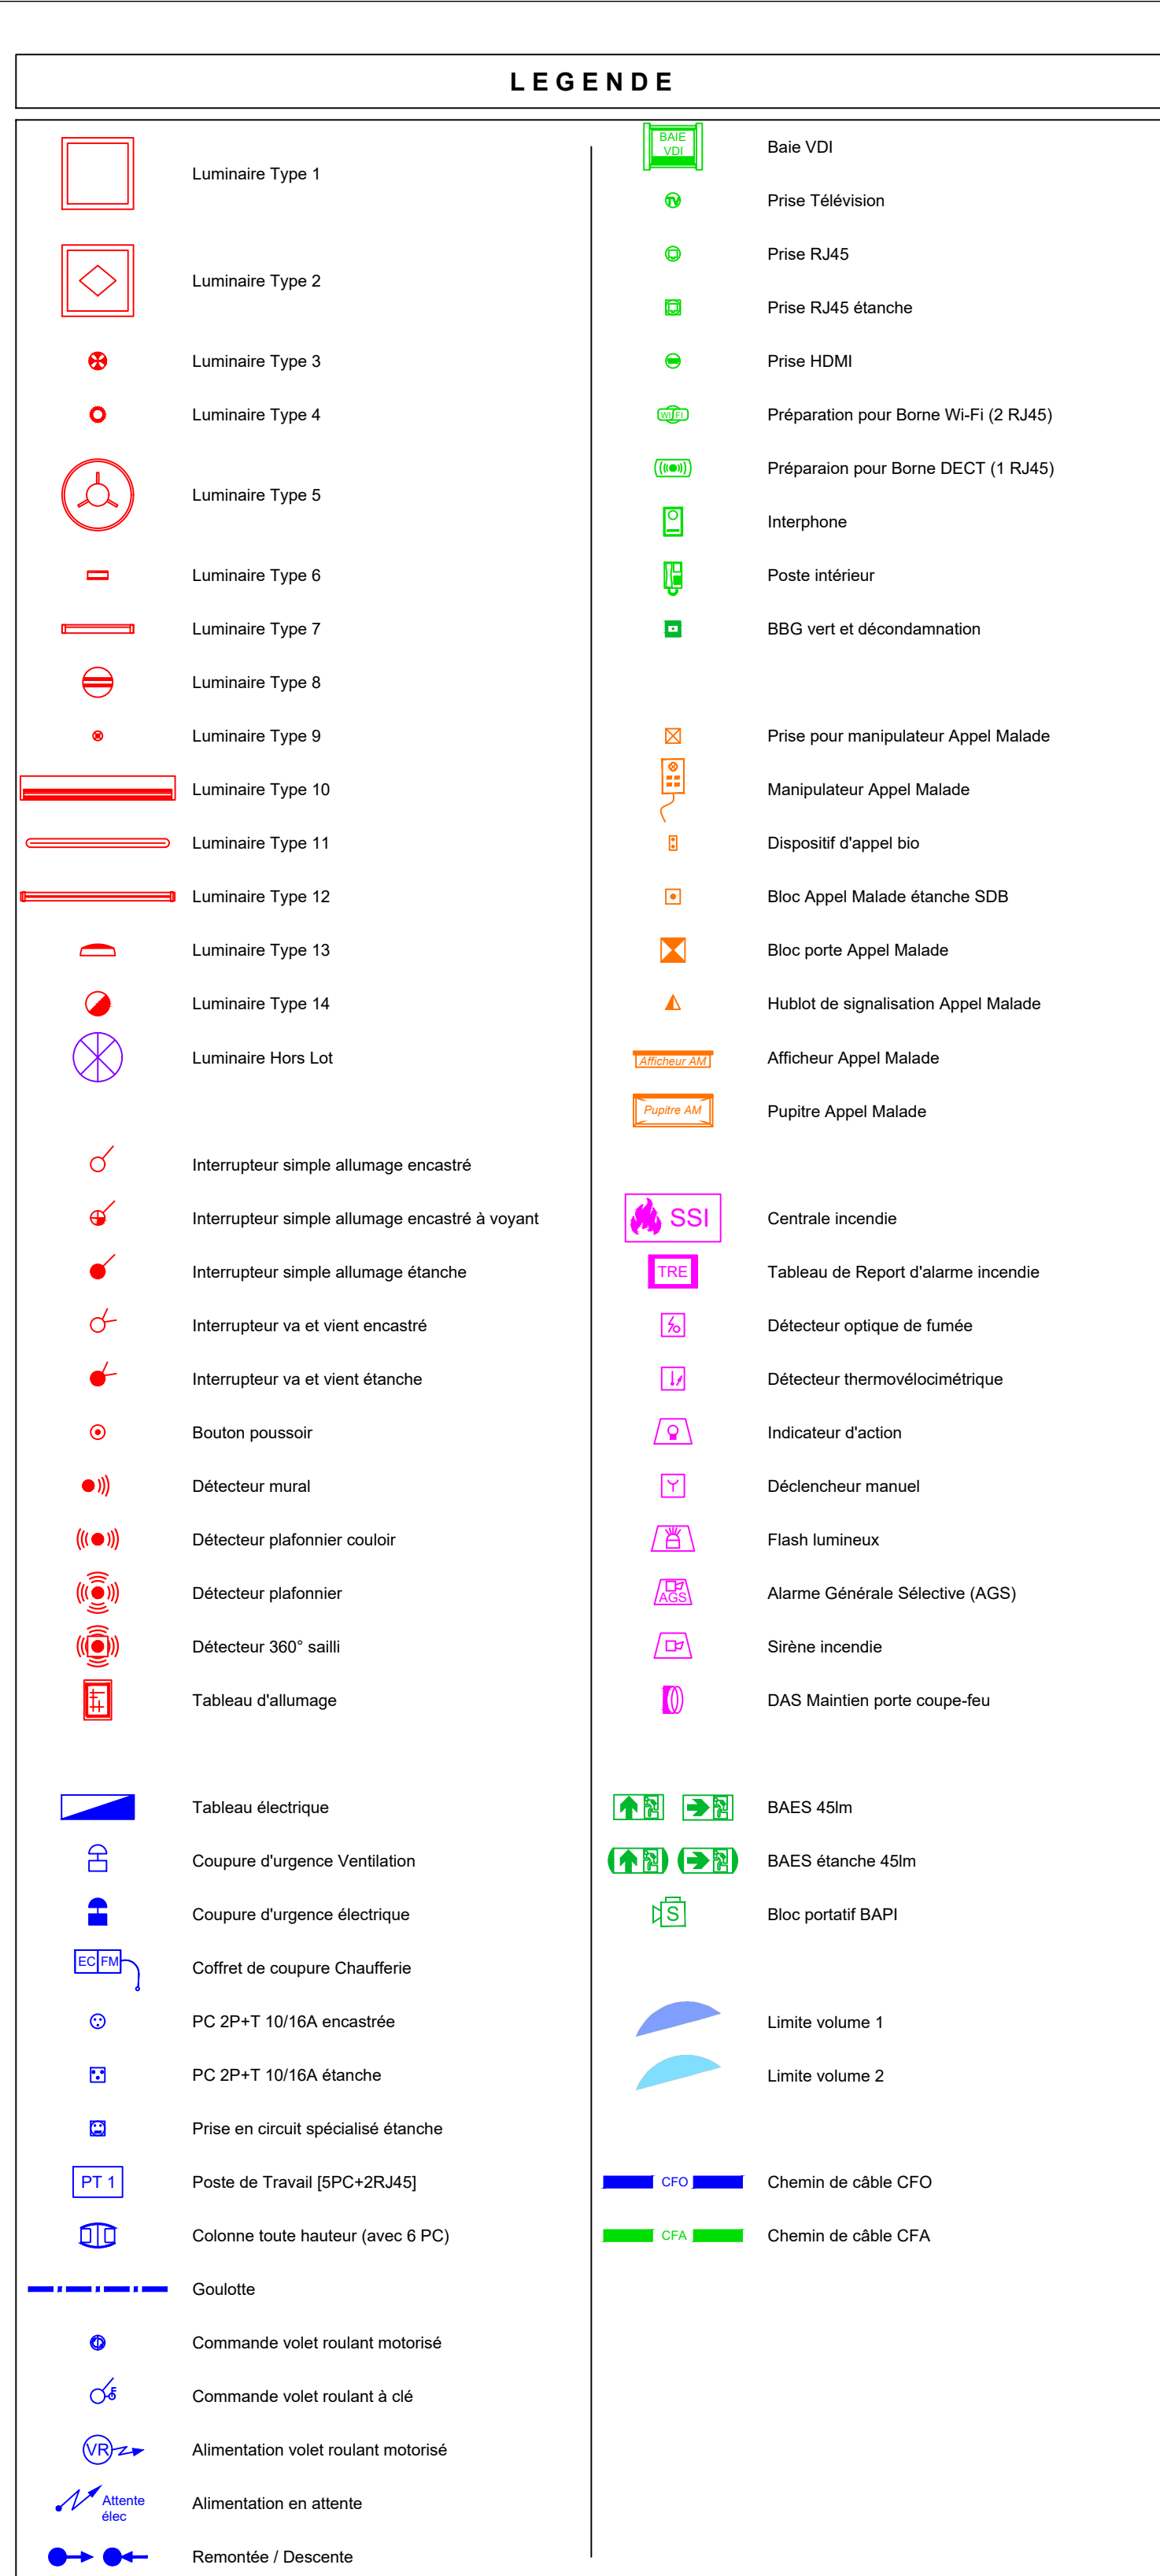 LEGENDE
Luminaire Type 1
Luminaire Type 2
Luminaire Type 3
Luminaire Type 4
Luminaire Type 5
Luminaire Type 6
Luminaire Type 7
Luminaire Type 8
Luminaire Type 9
Luminaire Type 10
Luminaire Type 11
Luminaire Type 12
Luminaire Type 13
Luminaire Type 14
Luminaire Hors Lot
Interrupteur simple allumage encastré
Interrupteur simple allumage encastré à voyant
Interrupteur simple allumage étanche
Interrupteur va et vient encastré
Interrupteur va et vient étanche
Bouton poussoir
Détecteur mural
Détecteur plafonnier couloir
Détecteur plafonnier
Détecteur 360° sailli
Tableau d'allumage
Tableau électrique
Coupure d'urgence Ventilation
Coupure d'urgence électrique
EC FM Coffret de coupure Chaufferie
PC 2P+T 10/16A encastrée
PC 2P+T 10/16A étanche
Prise en circuit spécialisé étanche
PT 1 Poste de Travail [5PC+2RJ45]
Colonne toute hauteur (avec 6 PC)
Goulotte
Commande volet roulant motorisé
Commande volet roulant à clé
VR Alimentation volet roulant motorisé
Attente élec Alimentation en attente
Remontée / Descente
BAIE VDI Baie VDI
TV Prise Télévision
Prise RJ45
Prise RJ45 étanche
Prise HDMI
WIFI Préparation pour Borne Wi-Fi (2 RJ45)
Préparaion pour Borne DECT (1 RJ45)
Interphone
Poste intérieur
BBG vert et décondamnation
Prise pour manipulateur Appel Malade
Manipulateur Appel Malade
Dispositif d'appel bio
Bloc Appel Malade étanche SDB
Bloc porte Appel Malade
Hublot de signalisation Appel Malade
Afficheur AM Afficheur Appel Malade
Pupitre AM Pupitre Appel Malade
SSI Centrale incendie
TRE Tableau de Report d'alarme incendie
Détecteur optique de fumée
Détecteur thermovélocimétrique
Indicateur d'action
Déclencheur manuel
Flash lumineux
AGS Alarme Générale Sélective (AGS)
Sirène incendie
DAS Maintien porte coupe-feu
BAES 45lm
BAES étanche 45lm
S Bloc portatif BAPI
Limite volume 1
Limite volume 2
CFO Chemin de câble CFO
CFA Chemin de câble CFA